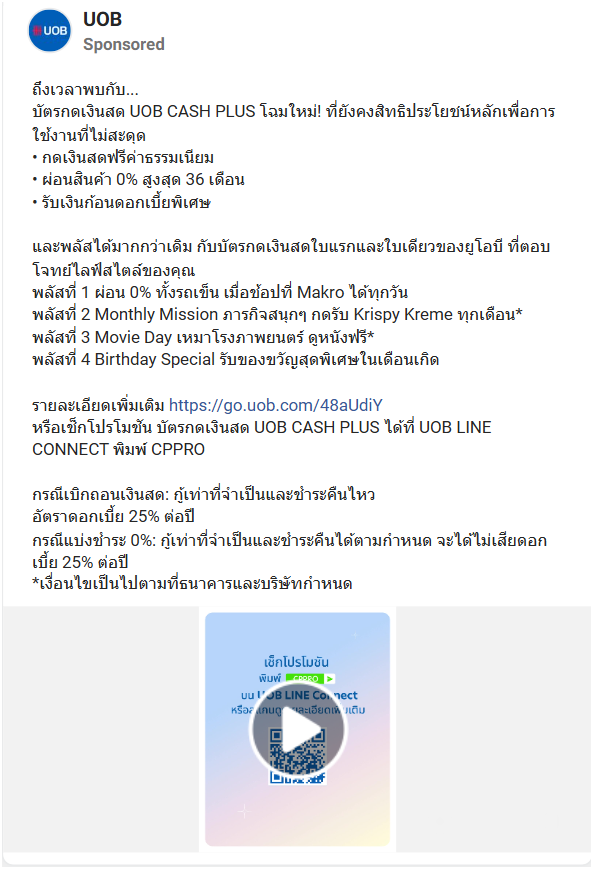 UOB
UOB
Sponsored
ถึงเวลาพบกับ...
บัตรกดเงินสด UOB CASH PLUS โฉมใหม่! ที่ยังคงสิทธิประโยชน์หลักเพื่อการ
ใช้งานที่ไม่สะดุด
• กดเงินสดฟรีค่าธรรมเนียม
• ผ่อนสินค้า 0% สูงสุด 36 เดือน
• รับเงินก้อนดอกเบี้ยพิเศษ
และพลัสได้มากกว่าเดิม กับบัตรกดเงินสดใบแรกและใบเดียวของยูโอบี ที่ตอบ
โจทย์ไลฟ์สไตล์ของคุณ
พลัสที่ 1 ผ่อน 0% ทั้งรถเข็น เมื่อช้อปที่ Makro ได้ทุกวัน
พลัสที่ 2 Monthly Mission ภารกิจสนุกๆ กดรับ Krispy Kreme ทุกเดือน*
พลัสที่ 3 Movie Day เหมาโรงภาพยนตร์ ดูหนังฟรี*
พลัสที่ 4 Birthday Special รับของขวัญสุดพิเศษในเดือนเกิด
รายละเอียดเพิ่มเติม https://go.uob.com/48aUdiY
หรือเช็กโปรโมชัน บัตรกดเงินสด UOB CASH PLUS ได้ที่ UOB LINE
CONNECT พิมพ์ CPPRO
กรณีเบิกถอนเงินสด: กู้เท่าที่จำเป็นและชำระคืนไหว
อัตราดอกเบี้ย 25% ต่อปี
กรณีแบ่งชำระ 0%: กู้เท่าที่จำเป็นและชำระคืนได้ตามกำหนด จะได้ไม่เสียดอก
เบี้ย 25% ต่อปี
*เงื่อนไขเป็นไปตามที่ธนาคารและบริษัทกำหนด
เช็กโปรโมชัน
พิมพ์ CPPRO
บน UOB LINE Connect
หรือสแกนดูรายละเอียดเพิ่มเติม